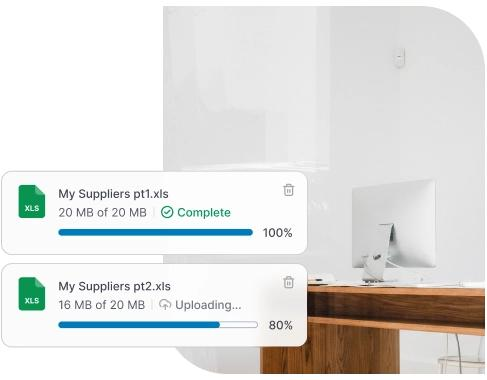 My Suppliers pt1.xls
XLS
20 MB of 20 MB Complete
100%
My Suppliers pt2.xls
XLS
16 MB of 20 MB Uploading...
80%